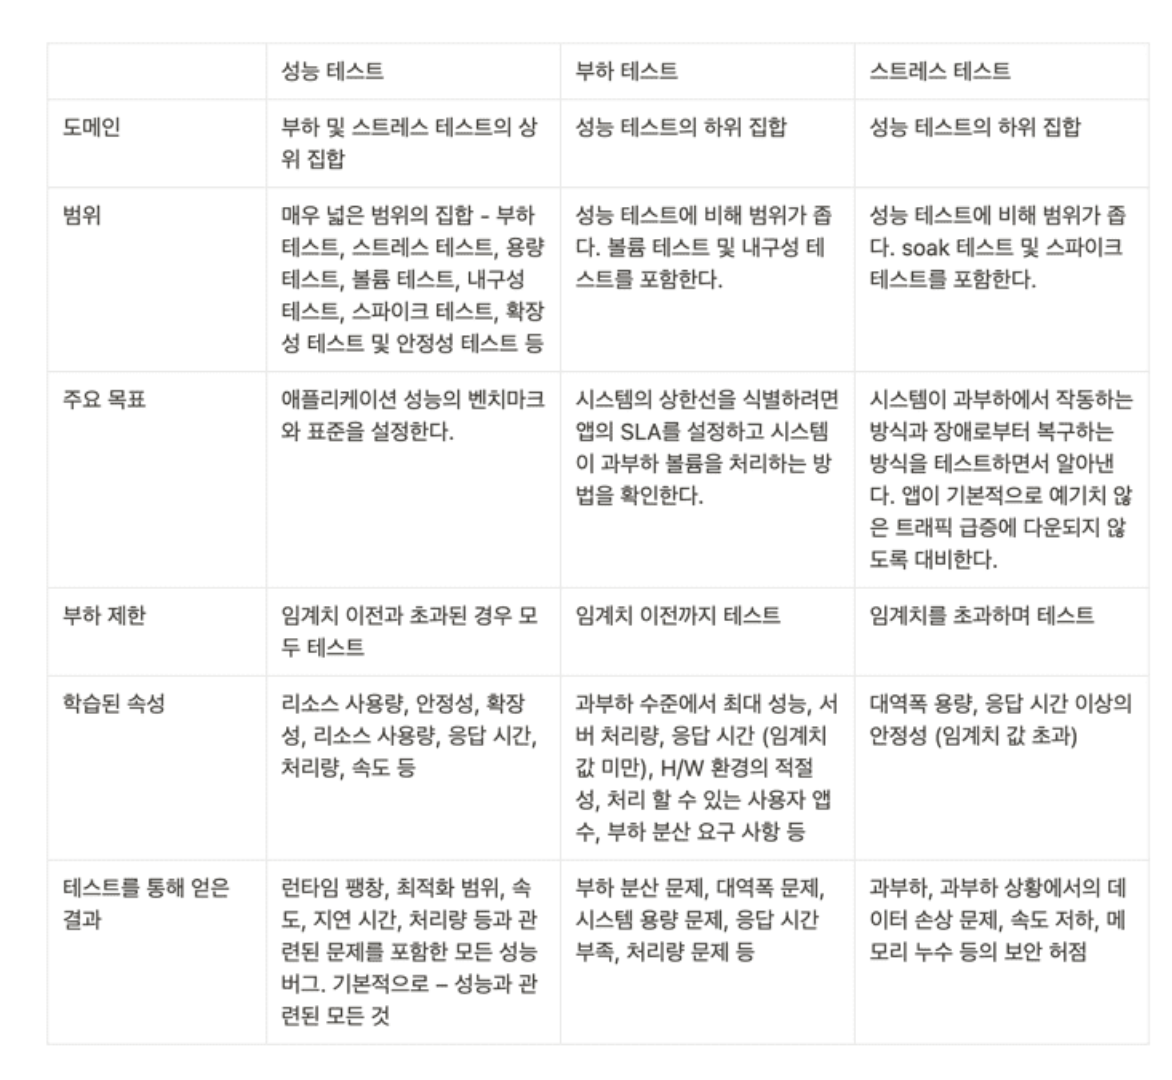 성능 테스트
부하 테스트
스트레스 테스트
도메인
부하 및 스트레스 테스트의 상
위 집합
성능 테스트의 하위 집합
성능 테스트의 하위 집합
범위
매우 넓은 범위의 집합 - 부하
테스트, 스트레스 테스트, 용량
테스트, 볼륨 테스트, 내구성
테스트, 스파이크 테스트, 확장
성 테스트 및 안정성 테스트 등
성능 테스트에 비해 범위가 좁
다. 볼륨 테스트 및 내구성 테
스트를 포함한다.
성능 테스트에 비해 범위가 좁
다. soak 테스트 및 스파이크
테스트를 포함한다.
주요 목표
애플리케이션 성능의 벤치마크
와 표준을 설정한다.
시스템의 상한선을 식별하려면
앱의 SLA를 설정하고 시스템
이 과부하 볼륨을 처리하는 방
법을 확인한다.
시스템이 과부하에서 작동하는
방식과 장애로부터 복구하는
방식을 테스트하면서 알아낸
다. 앱이 기본적으로 예기치 않
은 트래픽 급증에 다운되지 않
도록 대비한다.
부하 제한
임계치 이전과 초과된 경우 모
두 테스트
임계치 이전까지 테스트
임계치를 초과하며 테스트
학습된 속성
리소스 사용량, 안정성, 확장
성, 리소스 사용량, 응답 시간,
처리량, 속도 등
과부하 수준에서 최대 성능, 서
버 처리량, 응답 시간 (임계치
값 미만), H/W 환경의 적절
성, 처리 할 수 있는 사용자 앱
수, 부하 분산 요구 사항 등
대역폭 용량, 응답 시간 이상의
안정성 (임계치 값 초과)
테스트를 통해 얻은
결과
런타임 팽창, 최적화 범위, 속
도, 지연 시간, 처리량 등과 관
련된 문제를 포함한 모든 성능
버그. 기본적으로 – 성능과 관
련된 모든 것
부하 분산 문제, 대역폭 문제,
시스템 용량 문제, 응답 시간
부족, 처리량 문제 등
과부하, 과부하 상황에서의 데
이터 손상 문제, 속도 저하, 메
모리 누수 등의 보안 허점